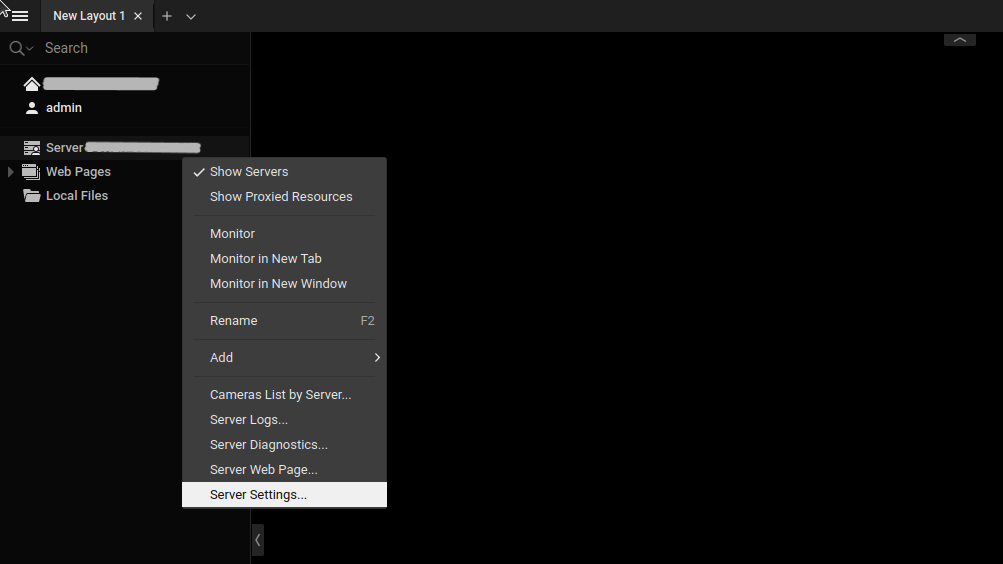 New Layout 1
Search
admin
Server
Web Pages
Local Files
Show Servers
Show Proxied Resources
Monitor
Monitor in New Tab
Monitor in New Window
Rename F2
Add
Cameras List by Server...
Server Logs...
Server Diagnostics...
Server Web Page...
Server Settings...